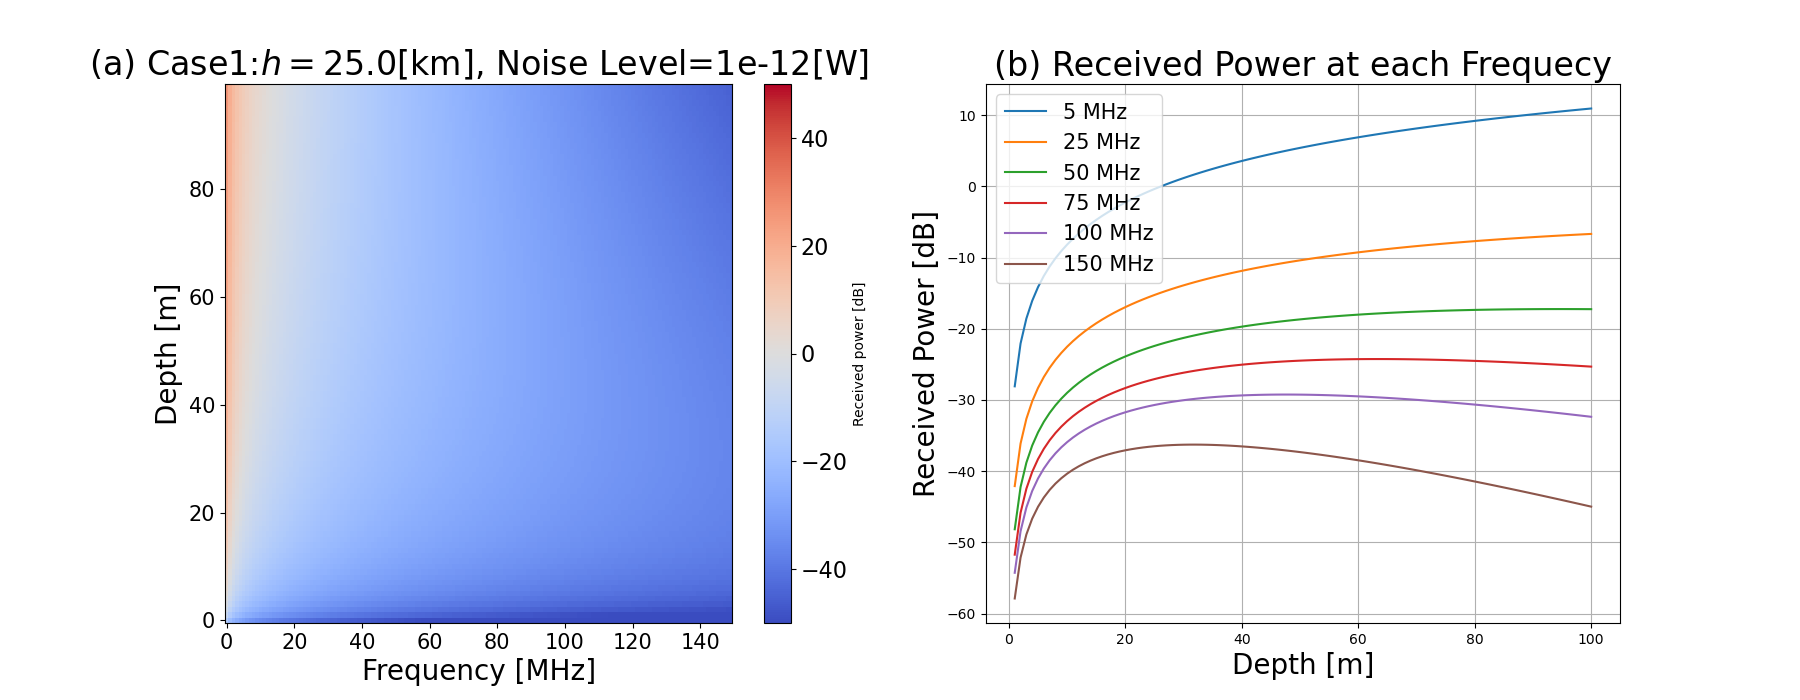 (a) Case1:h = 25.0[km], Noise Level=1e-12[W]
Depth [m]
80
60
40
20
0
0 20 40 60 80 100 120 140
Frequency [MHz]
40
20
0
−20
−40
Received power [dB]
(b) Received Power at each Frequecy
Received Power [dB]
10
0
−10
−20
−30
−40
−50
−60
5 MHz
25 MHz
50 MHz
75 MHz
100 MHz
150 MHz
0 20 40 60 80 100
Depth [m]